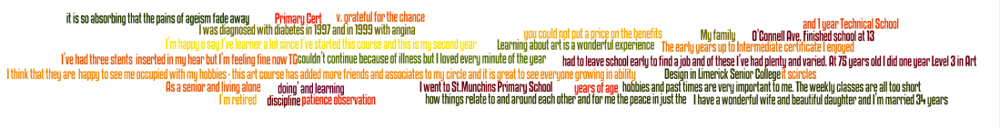 it is so absorbing that the pains of ageism fade away Primary Cert v. grateful for the chance
and 1 year Technical School
I was diagnosed with diabetes in 1997 and in 1999 with angina
you could not put a price on the benefits My family O'Connell Ave. finished school at 13
I'm happy o say I've learner a lot since I've started this course and this is my second year Learning about art is a wonderful experience The early years up to Intermediate certificate I enjoyed
I've had three stents inserted in my hear but I'm feeling fine now TG couldn't continue because of illness but I loved every minute of the year had to leave school early to find a job and of these I've had plenty and varied. At 75 years old I did one year Level 3 in Art
I think that they are happy to see me occupied with my hobbies - this art course has added more friends and associates to my circle and it is great to see everyone growing in ability Design in Limerick Senior College it scircles
As a senior and living alone doing' and learning I went to St.Munchins Primary School years of age hobbies and past times are very important to me. The weekly classes are all too short
I'm retired discipline patience observation how things relate to and around each other and for me the peace in just the I have a wonderful wife and beautiful daughter and I'm married 34 years